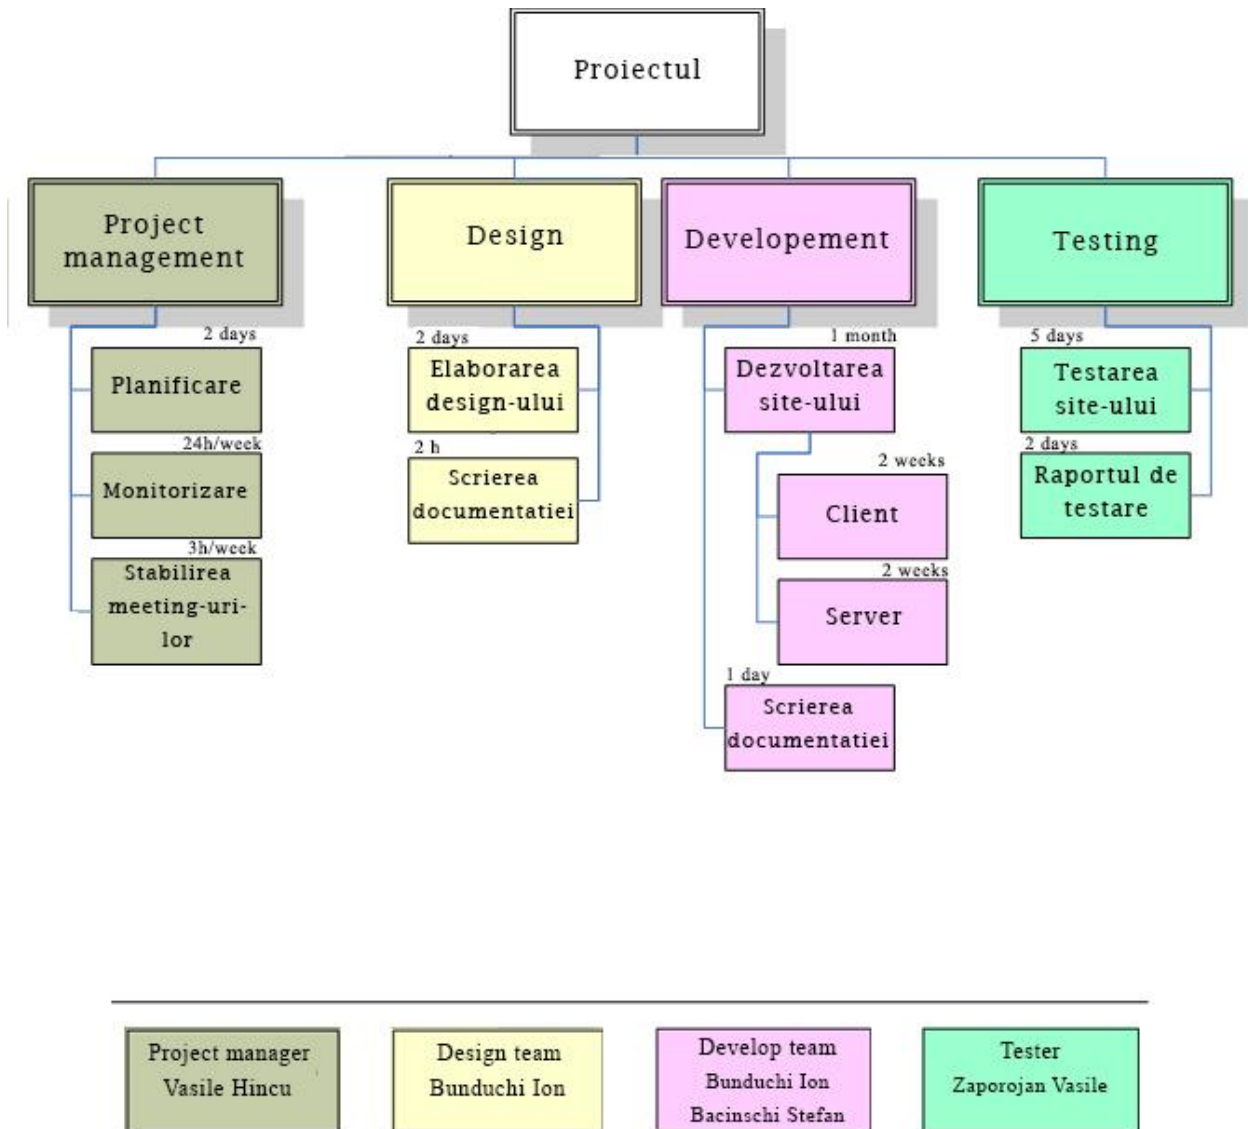 Proiectul
Project
management
2 days
Planificare
24h/week
Monitorizare
3h/week
Stabilirea
meeting-uri-
lor
Design
2 days
Elaborarea
design-ului
2 h
Scrierea
documentatiei
Developement
1 month
Dezvoltarea
site-ului
2 weeks
Client
2 weeks
Server
1 day
Scrierea
documentatiei
Testing
5 days
Testarea
site-ului
2 days
Raportul de
testare
Project manager
Vasile Hincu
Design team
Bunduchi Ion
Develop team
Bunduchi Ion
Bacinschi Stefan
Tester
Zaporojan Vasile